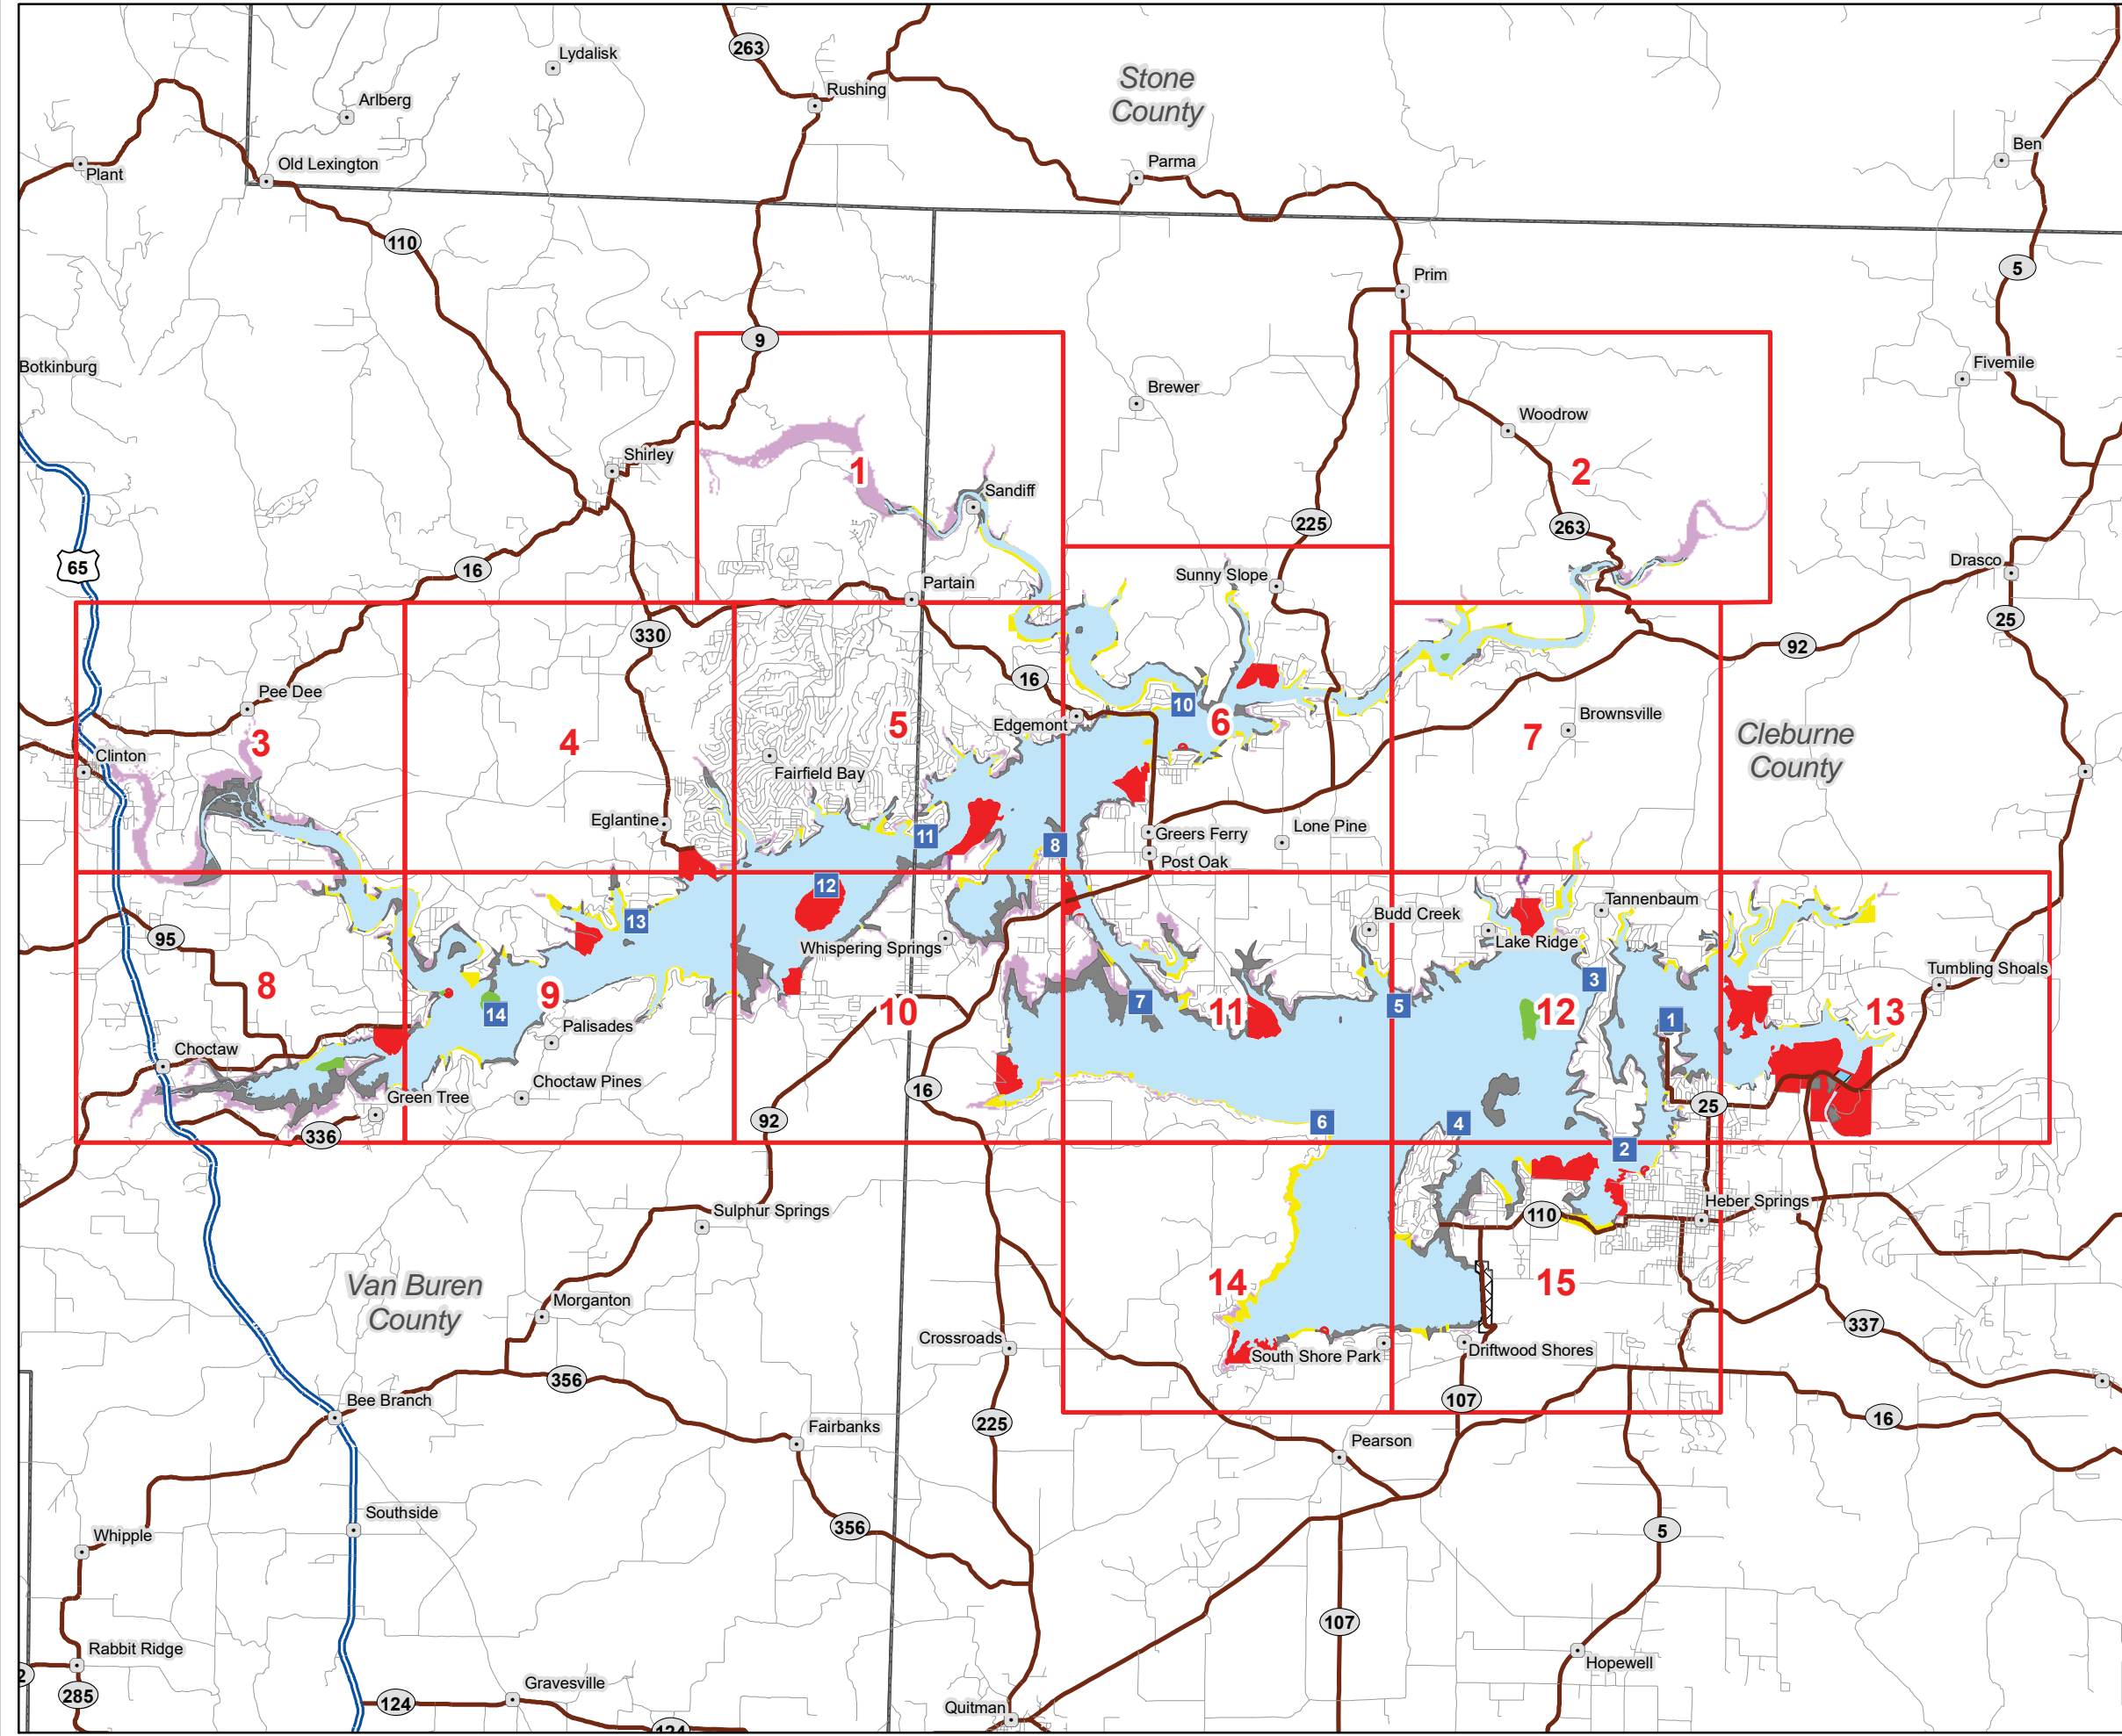 263
Lydalisk
Stone
County
Rushing
Arlberg
Ben
Old Lexington
Parma
Plant
110
5
Prim
9
Botkinburg
Fivemile
Brewer
Woodrow
Shirley
1
2
Sandiff
225
263
65
16
Drasco
Sunny Slope
Partain
25
330
92
16
Pee Dee
10
Brownsville
5
6
Edgemont
7
Cleburne
County
3
4
Clinton
Fairfield Bay
Eglantine
11
8
Greers Ferry
Lone Pine
Post Oak
12
Tannenbaum
13
Budd Creek
95
Whispering Springs
Lake Ridge
Tumbling Shoals
3
8
9
7
5
14
10
11
12
1
13
Palisades
Choctaw
Choctaw Pines
16
Green Tree
25
92
6
4
336
2
Heber Springs
Sulphur Springs
110
Van Buren
County
14
15
Morganton
337
Crossroads
South Shore Park
Driftwood Shores
356
107
Bee Branch
225
16
Fairbanks
Pearson
Southside
356
5
Whipple
107
Rabbit Ridge
Hopewell
2
285
Gravesville
124
Quitman
124